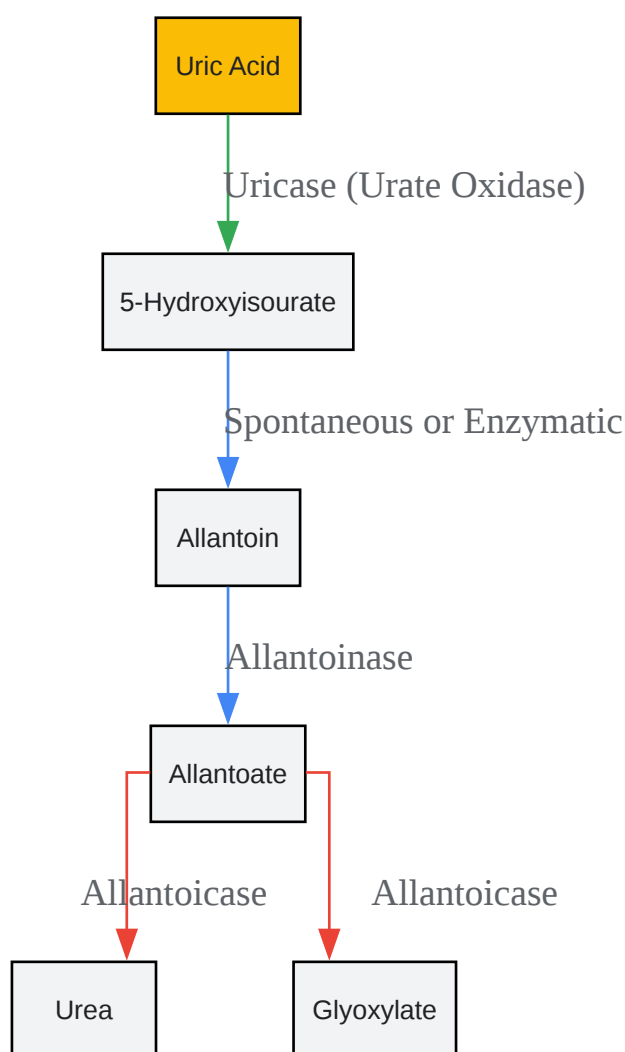 Uric Acid
Uricase (Urate Oxidase)
5-Hydroxyisourate
Spontaneous or Enzymatic
Allantoin
Allantoinase
Allantoate
Allantoicase
Allantoicase
Urea
Glyoxylate